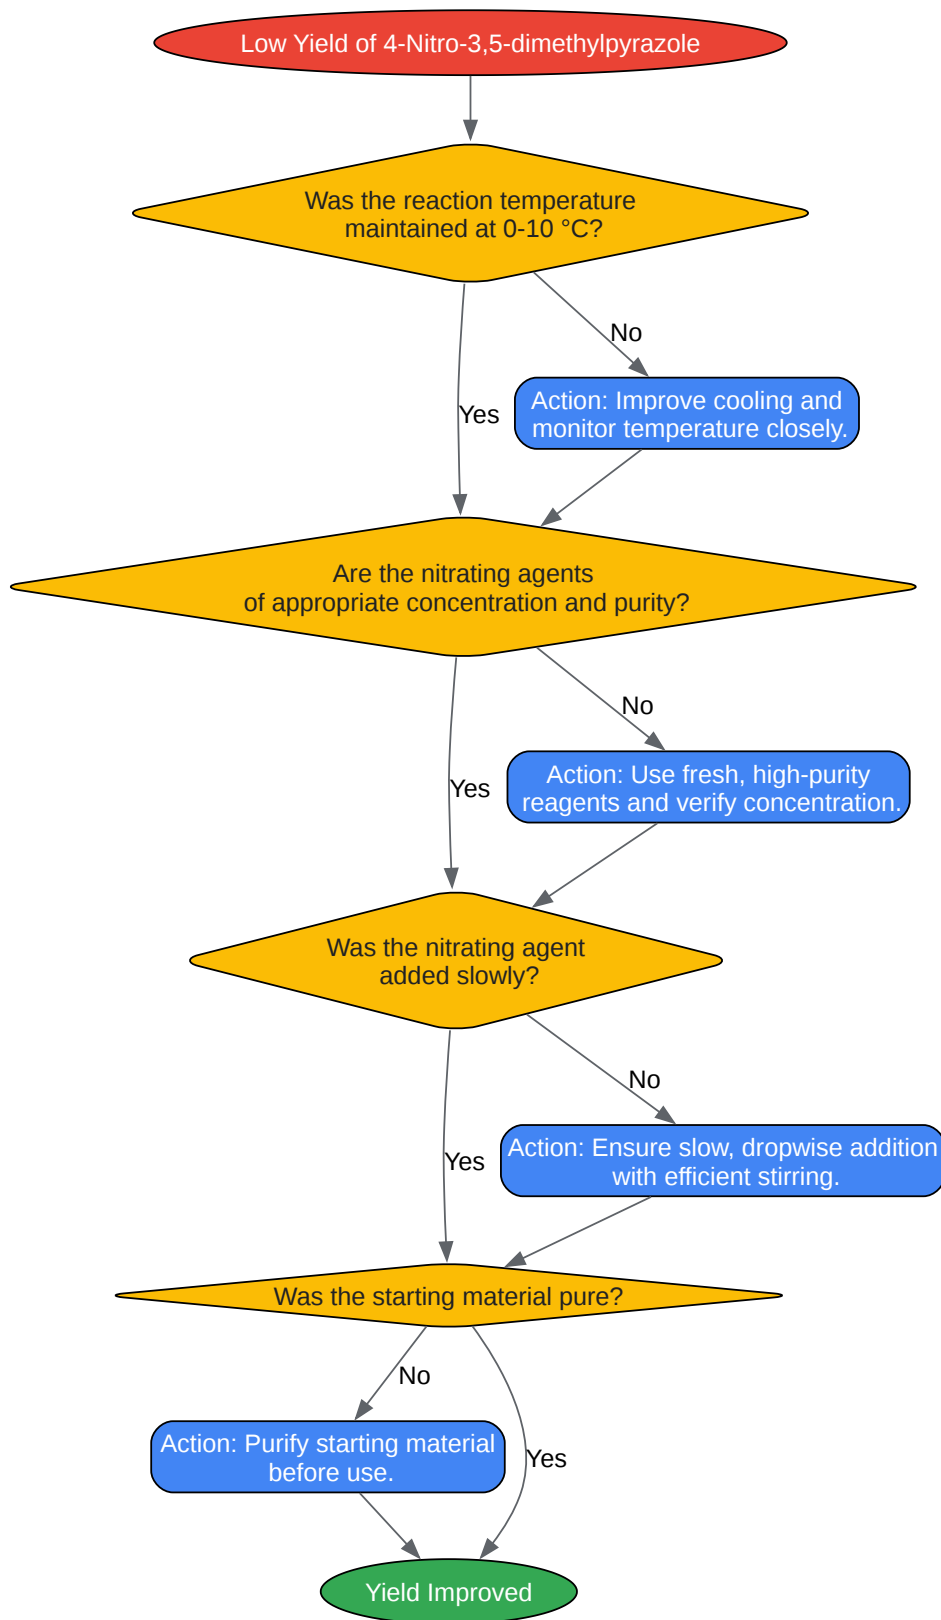 Low Yield of 4-Nitro-3,5-dimethylpyrazole
Was the reaction temperature
maintained at 0-10 °C?
No
Yes
Action: Improve cooling and
monitor temperature closely.
Are the nitrating agents
of appropriate concentration and purity?
No
Yes
Action: Use fresh, high-purity
reagents and verify concentration.
Was the nitrating agent
added slowly?
No
Yes
Action: Ensure slow, dropwise addition
with efficient stirring.
Was the starting material pure?
No
Yes
Action: Purify starting material
before use.
Yield Improved